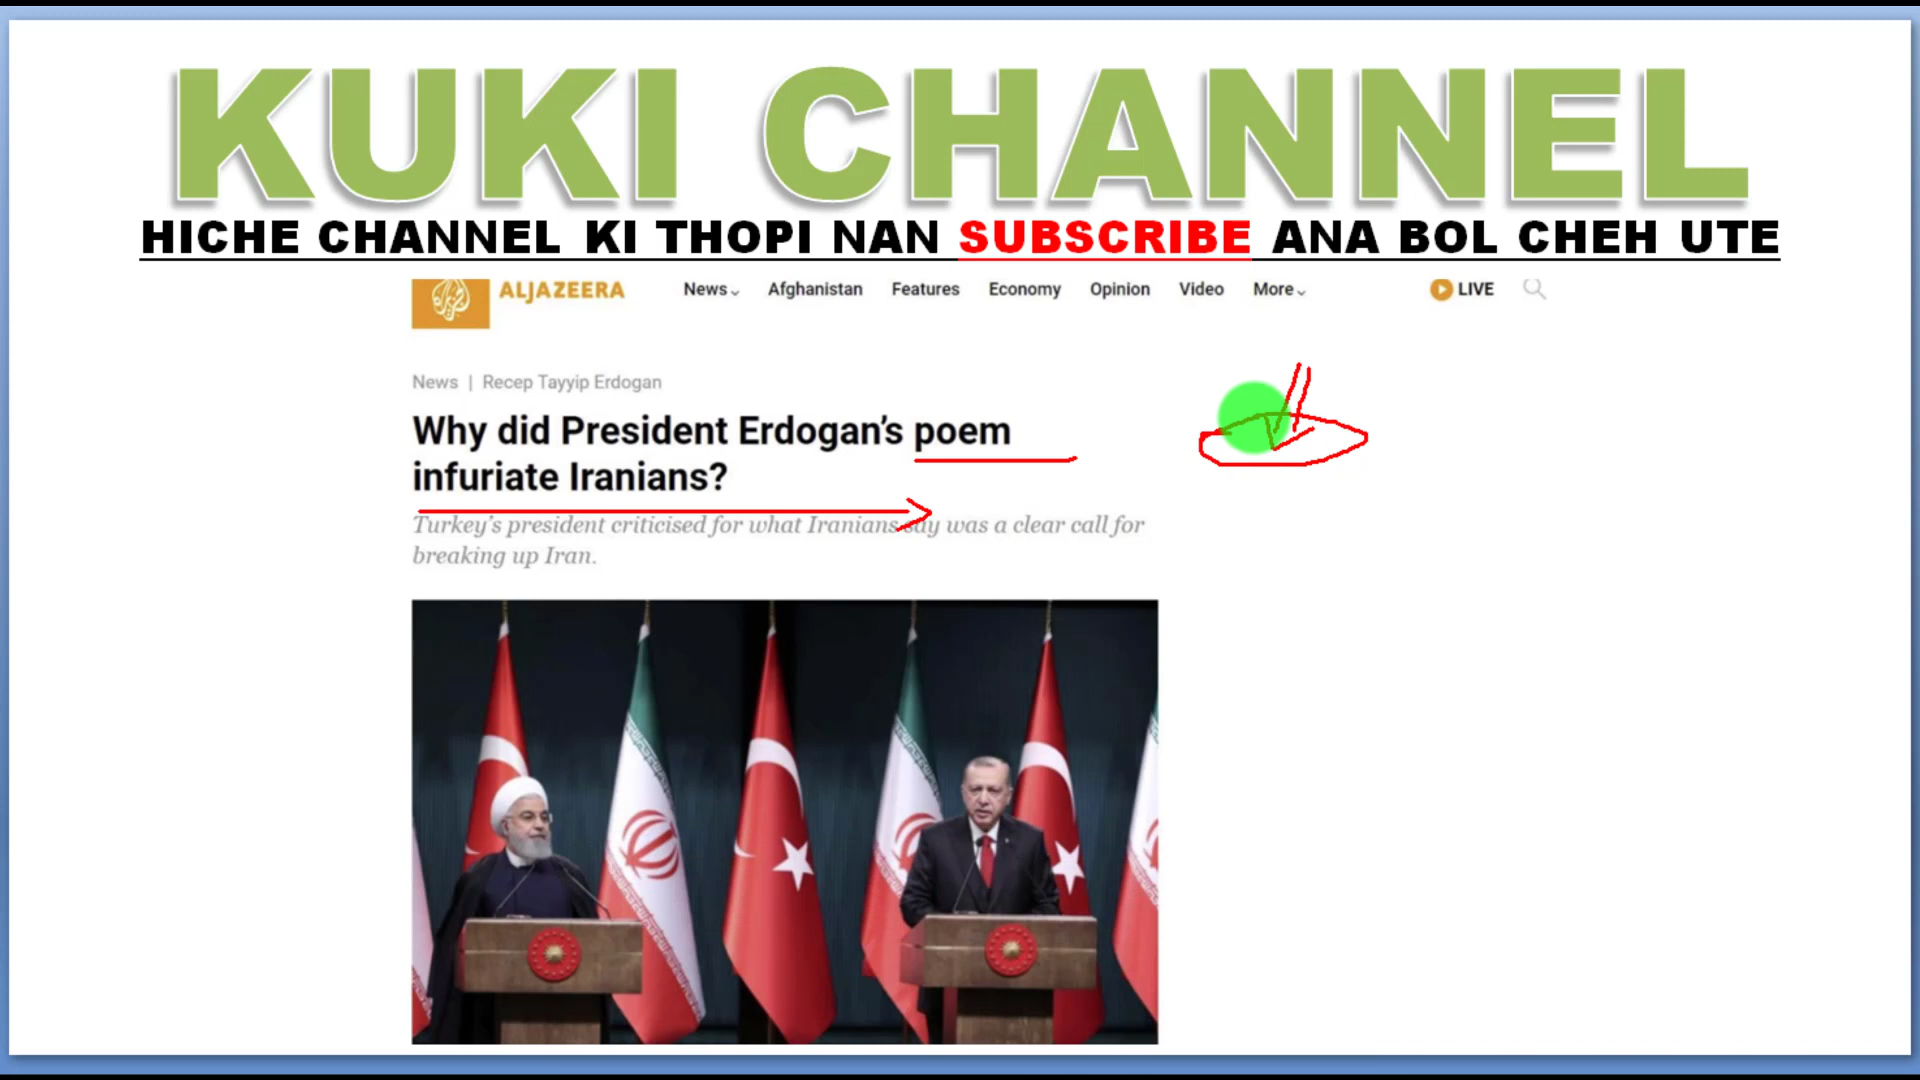 KUKI CHANNEL
HICHE CHANNEL KI THOPI NAN SUBSCRIBE ANA BOL CHEH UTE
ALJAZEERA News Afghanistan Features Economy Opinion Video More LIVE
News | Recep Tayyip Erdogan
Why did President Erdogan’s poem
infuriate Iranians?
Turkey’s president criticised for what Iranians say was a clear call for
breaking up Iran.